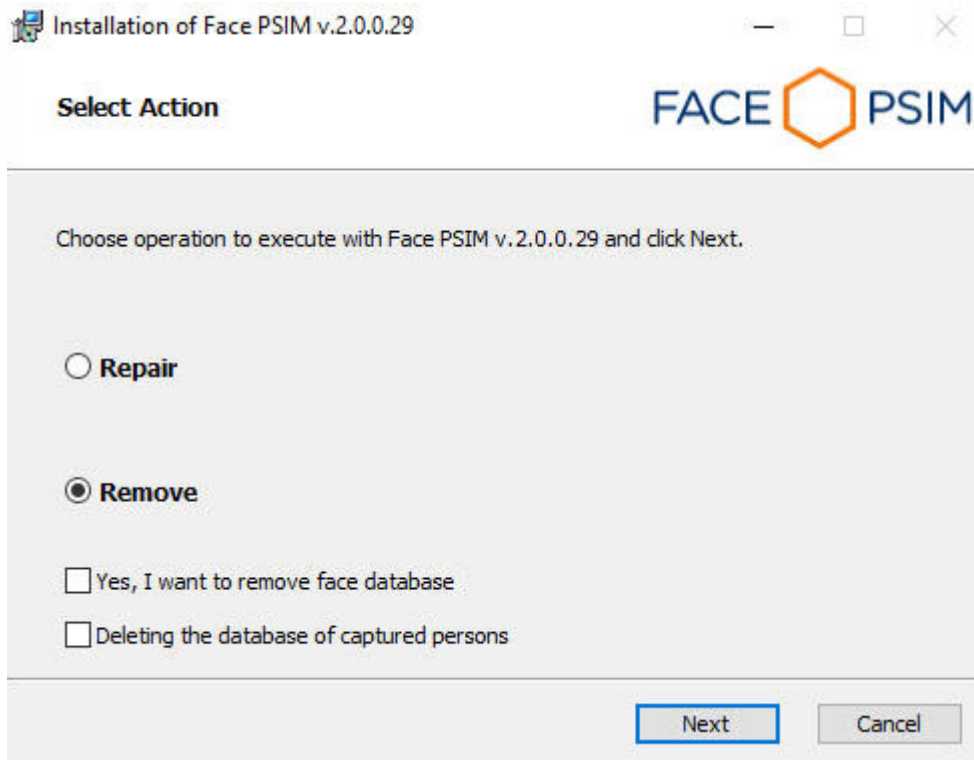 Installation of Face PSIM v.2.0.0.29
Select Action
FACE PSIM
Choose operation to execute with Face PSIM v.2.0.0.29 and click Next.
Repair
Remove
Yes, I want to remove face database
Deleting the database of captured persons
Next Cancel